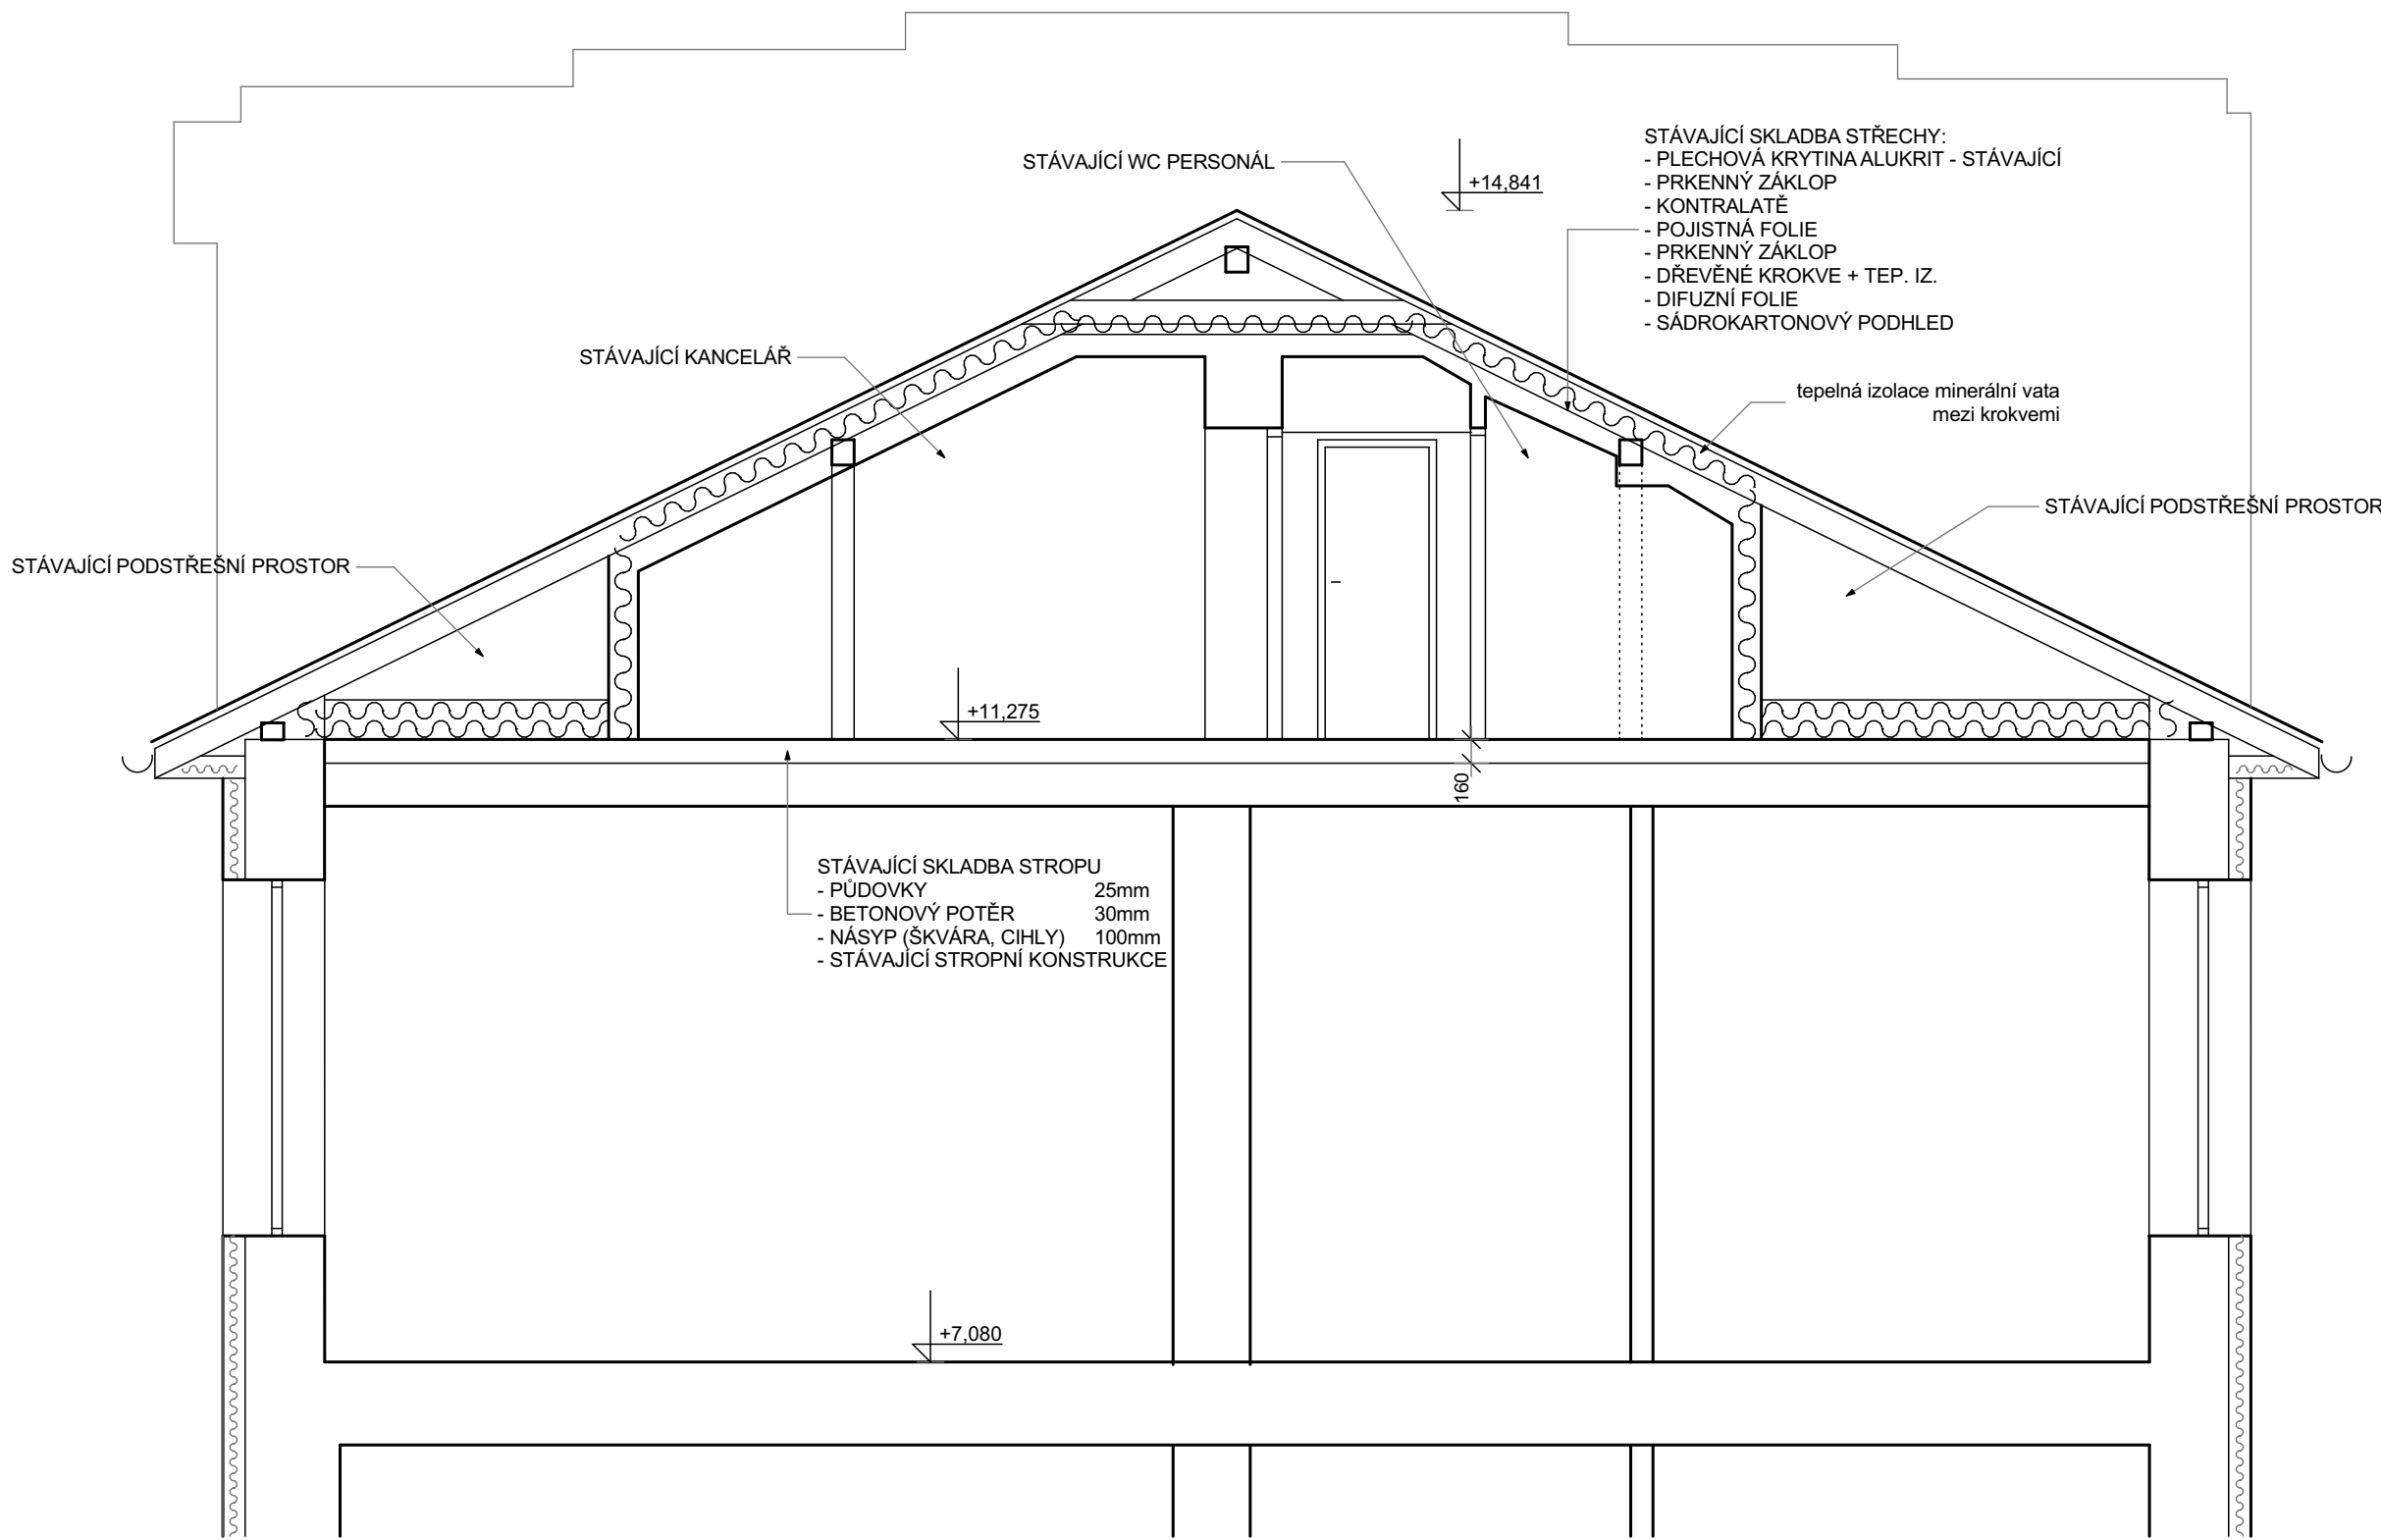 STÁVAJÍCÍ SKLADBA STŘECHY:
- PLECHOVÁ KRYTINA ALUKRIT - STÁVAJÍCÍ
- PRKENNÝ ZÁKLOP
- KONTRALATĚ
- POJISTNÁ FOLIE
- PRKENNÝ ZÁKLOP
- DŘEVĚNÉ KROKVE + TEP. IZ.
- DIFUZNÍ FOLIE
- SÁDROKARTONOVÝ PODHLED
STÁVAJÍCÍ WC PERSONÁL
+14,841
STÁVAJÍCÍ KANCELÁŘ
tepelná izolace minerální vata
mezi krokvemi
STÁVAJÍCÍ PODSTŘEŠNÍ PROSTOR
STÁVAJÍCÍ PODSTŘEŠNÍ PROSTOR
+11,275
160
STÁVAJÍCÍ SKLADBA STROPU
- PŮDOVKY 25mm
- BETONOVÝ POTĚR 30mm
- NÁSYP (ŠKVÁRA, CIHLY) 100mm
- STÁVAJÍCÍ STROPNÍ KONSTRUKCE
+7,080